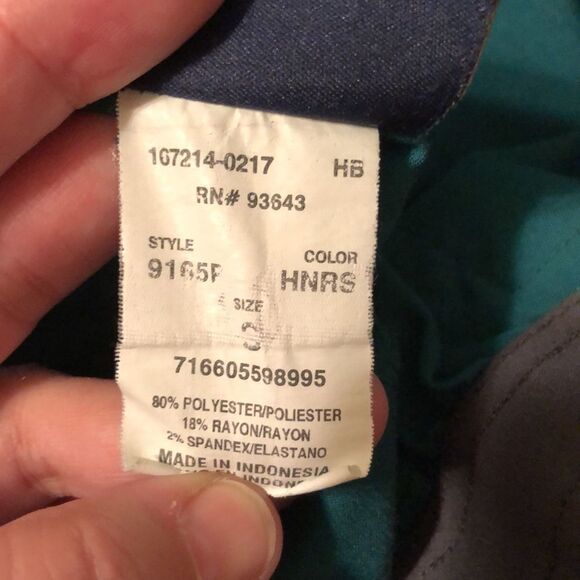 107214-0217 HB
RN# 93643
STYLE COLOR
9165P HNRS
SIZE
716605598995
80% POLYESTER/POLIESTER
18% RAYON/RAYON
2% SPANDEX/ELASTANO
MADE IN INDONESIA